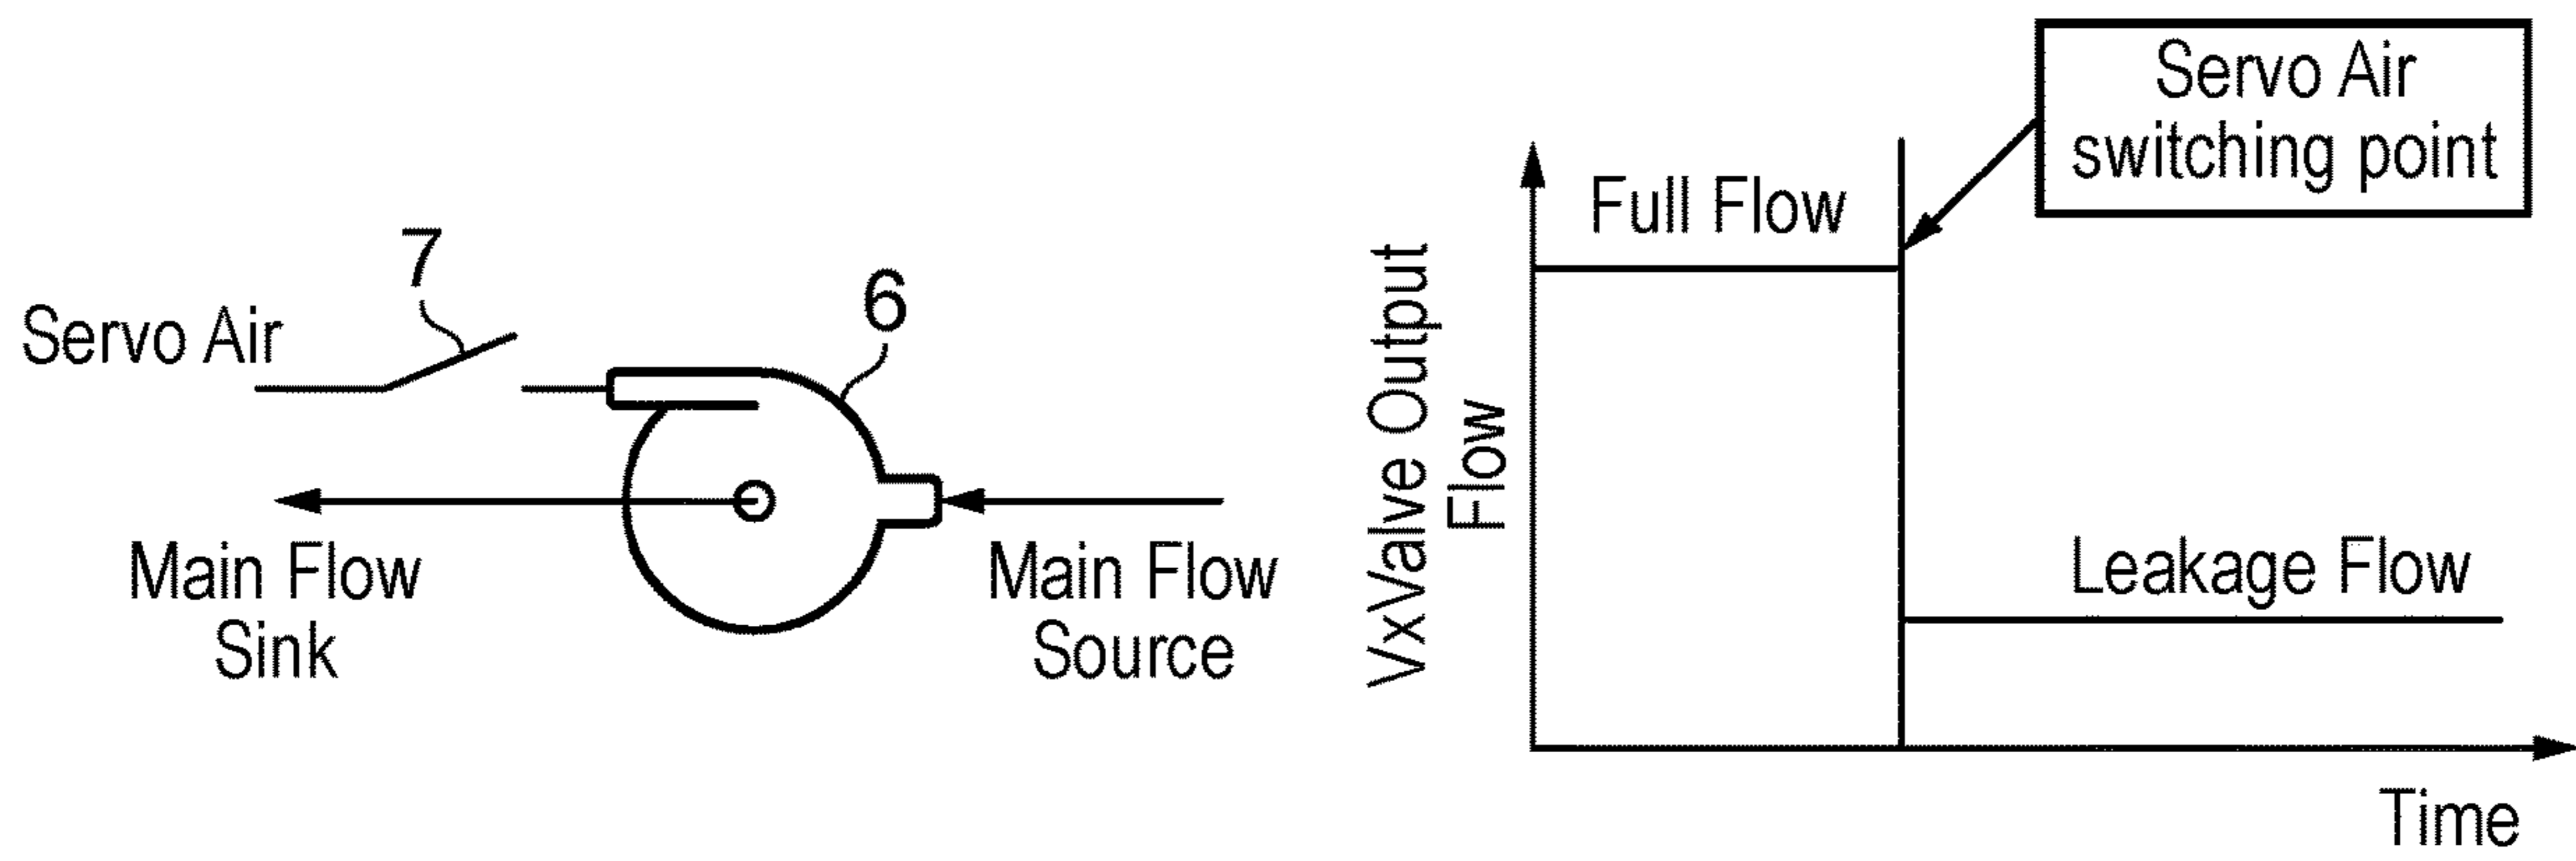 Servo Air
7
6
Main Flow
Sink
Main Flow
Source
VxValve Output
Flow
Full Flow
Servo Air
switching point
Leakage Flow
Time